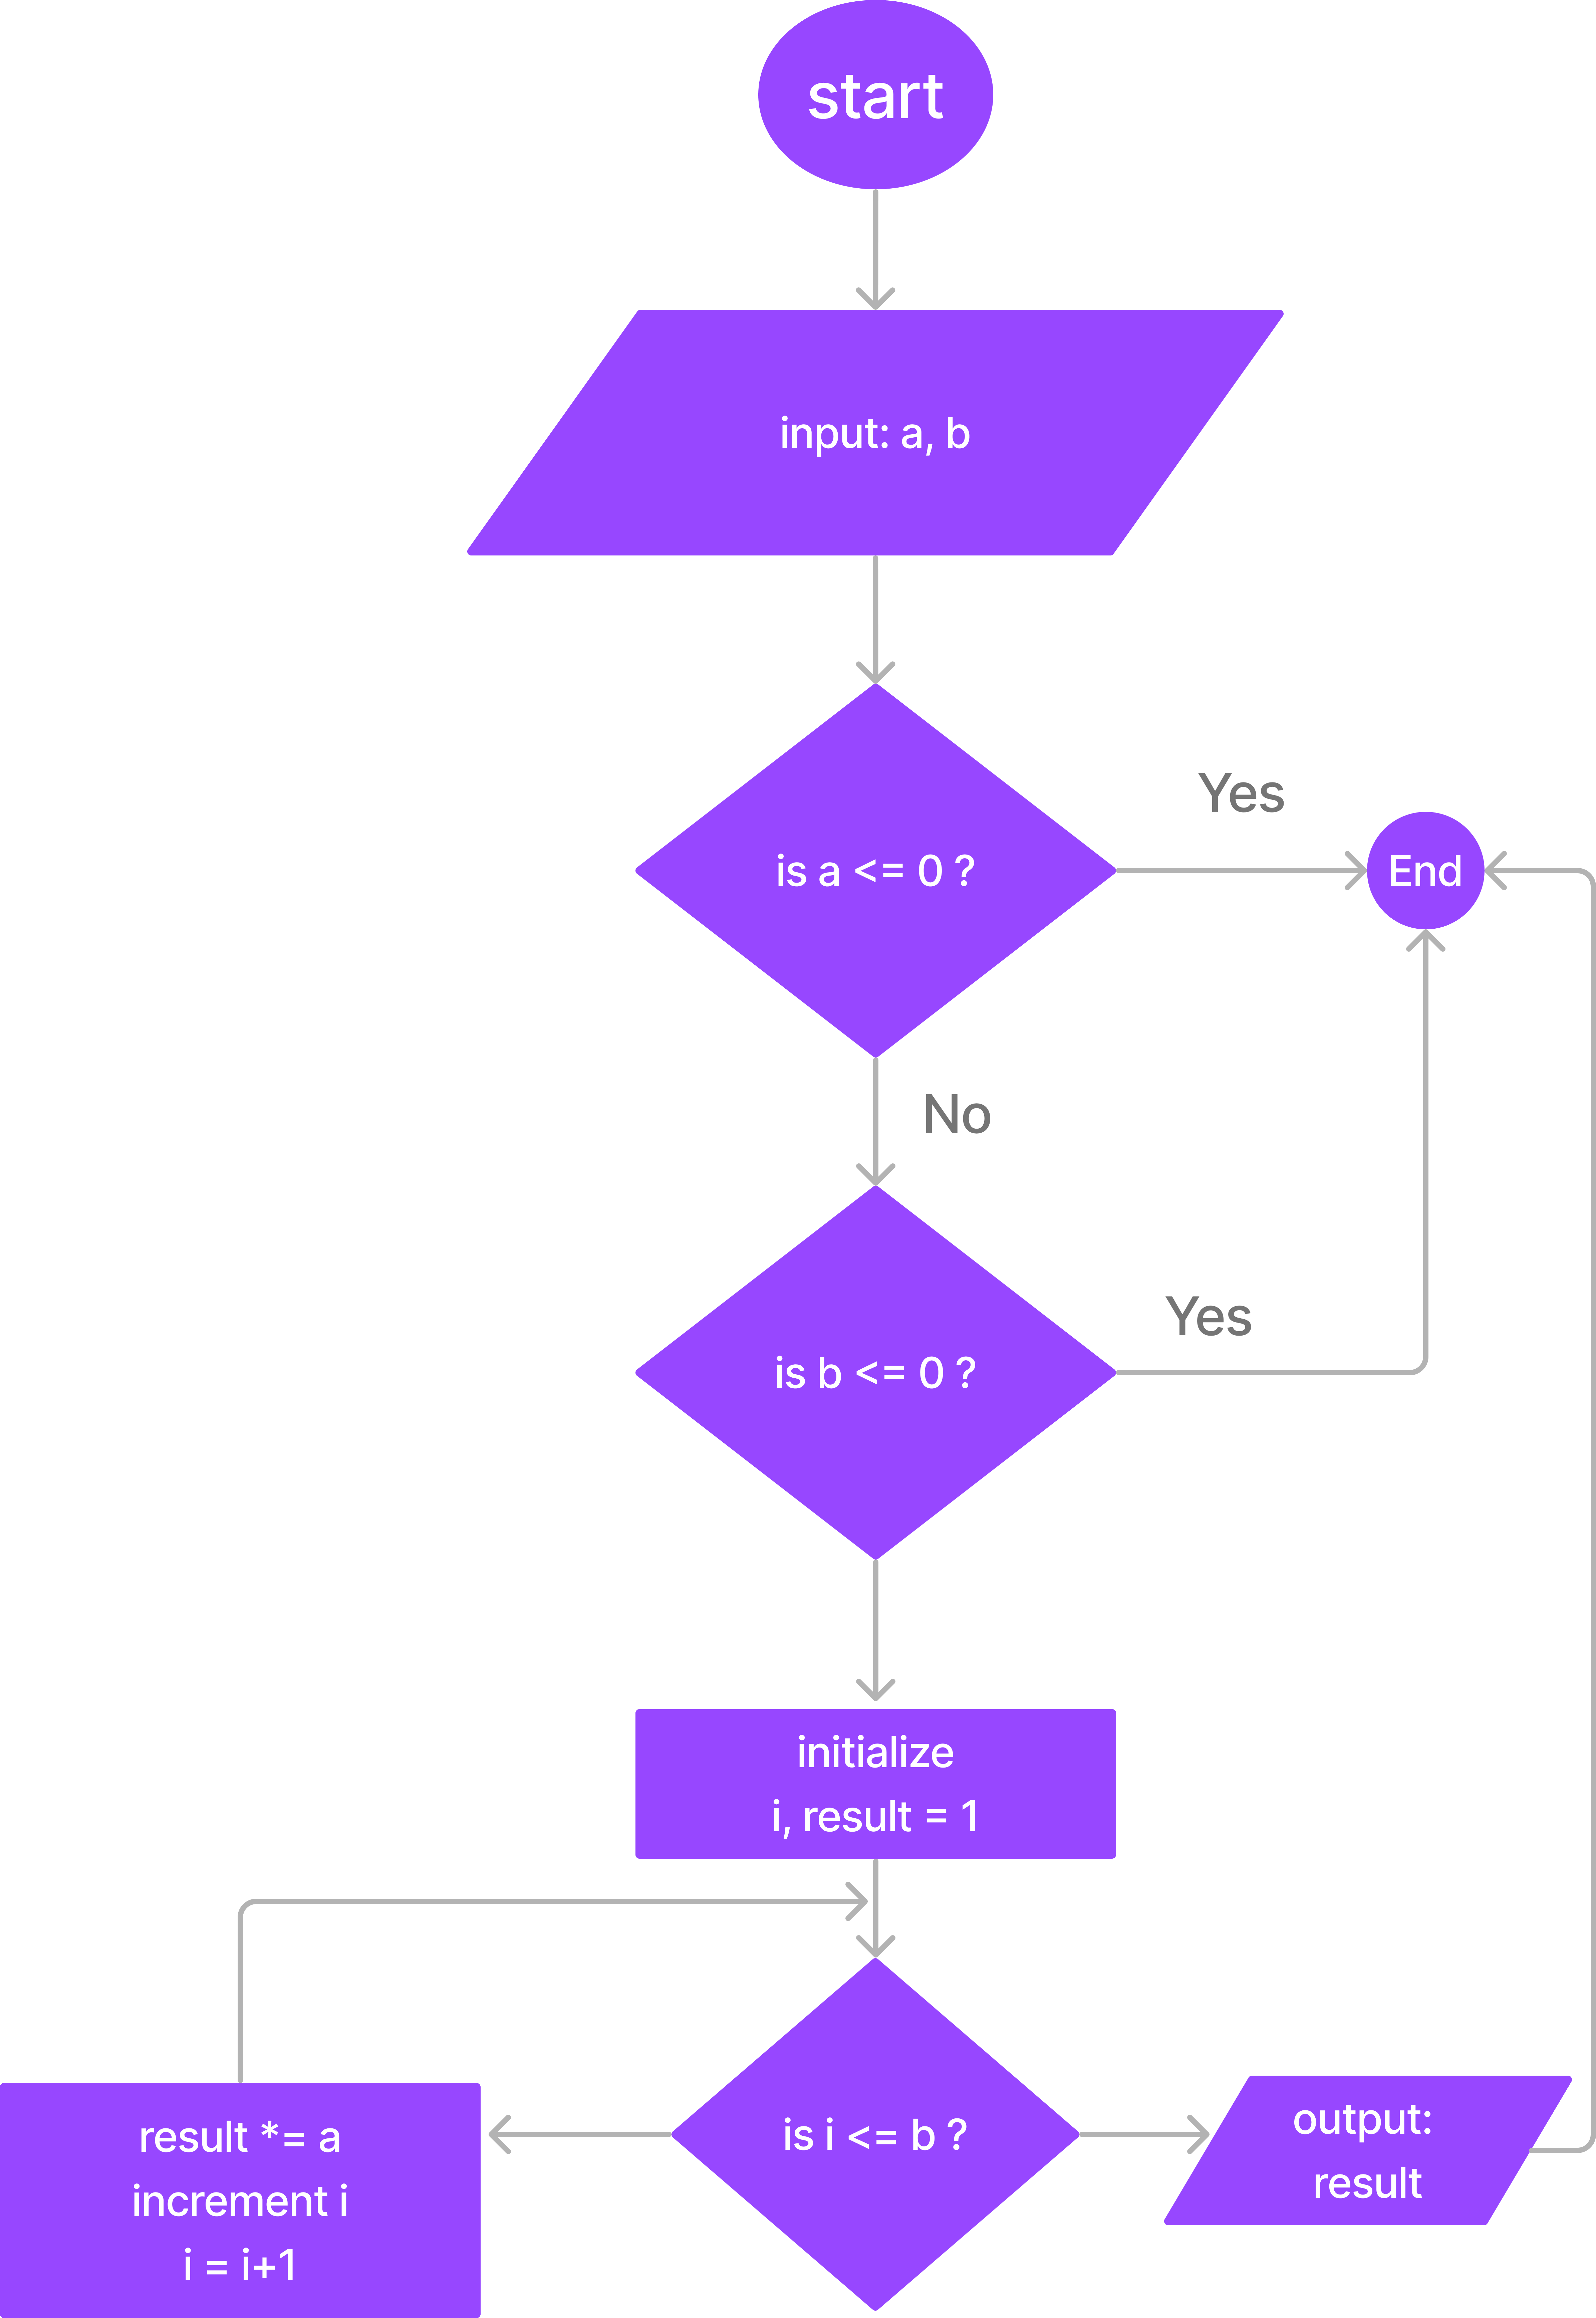 start
input: a, b
is a <= 0 ?
Yes
End
No
is b <= 0 ?
Yes
initialize
i, result = 1
is i <= b ?
result *= a
increment i
i = i+1
output:
result